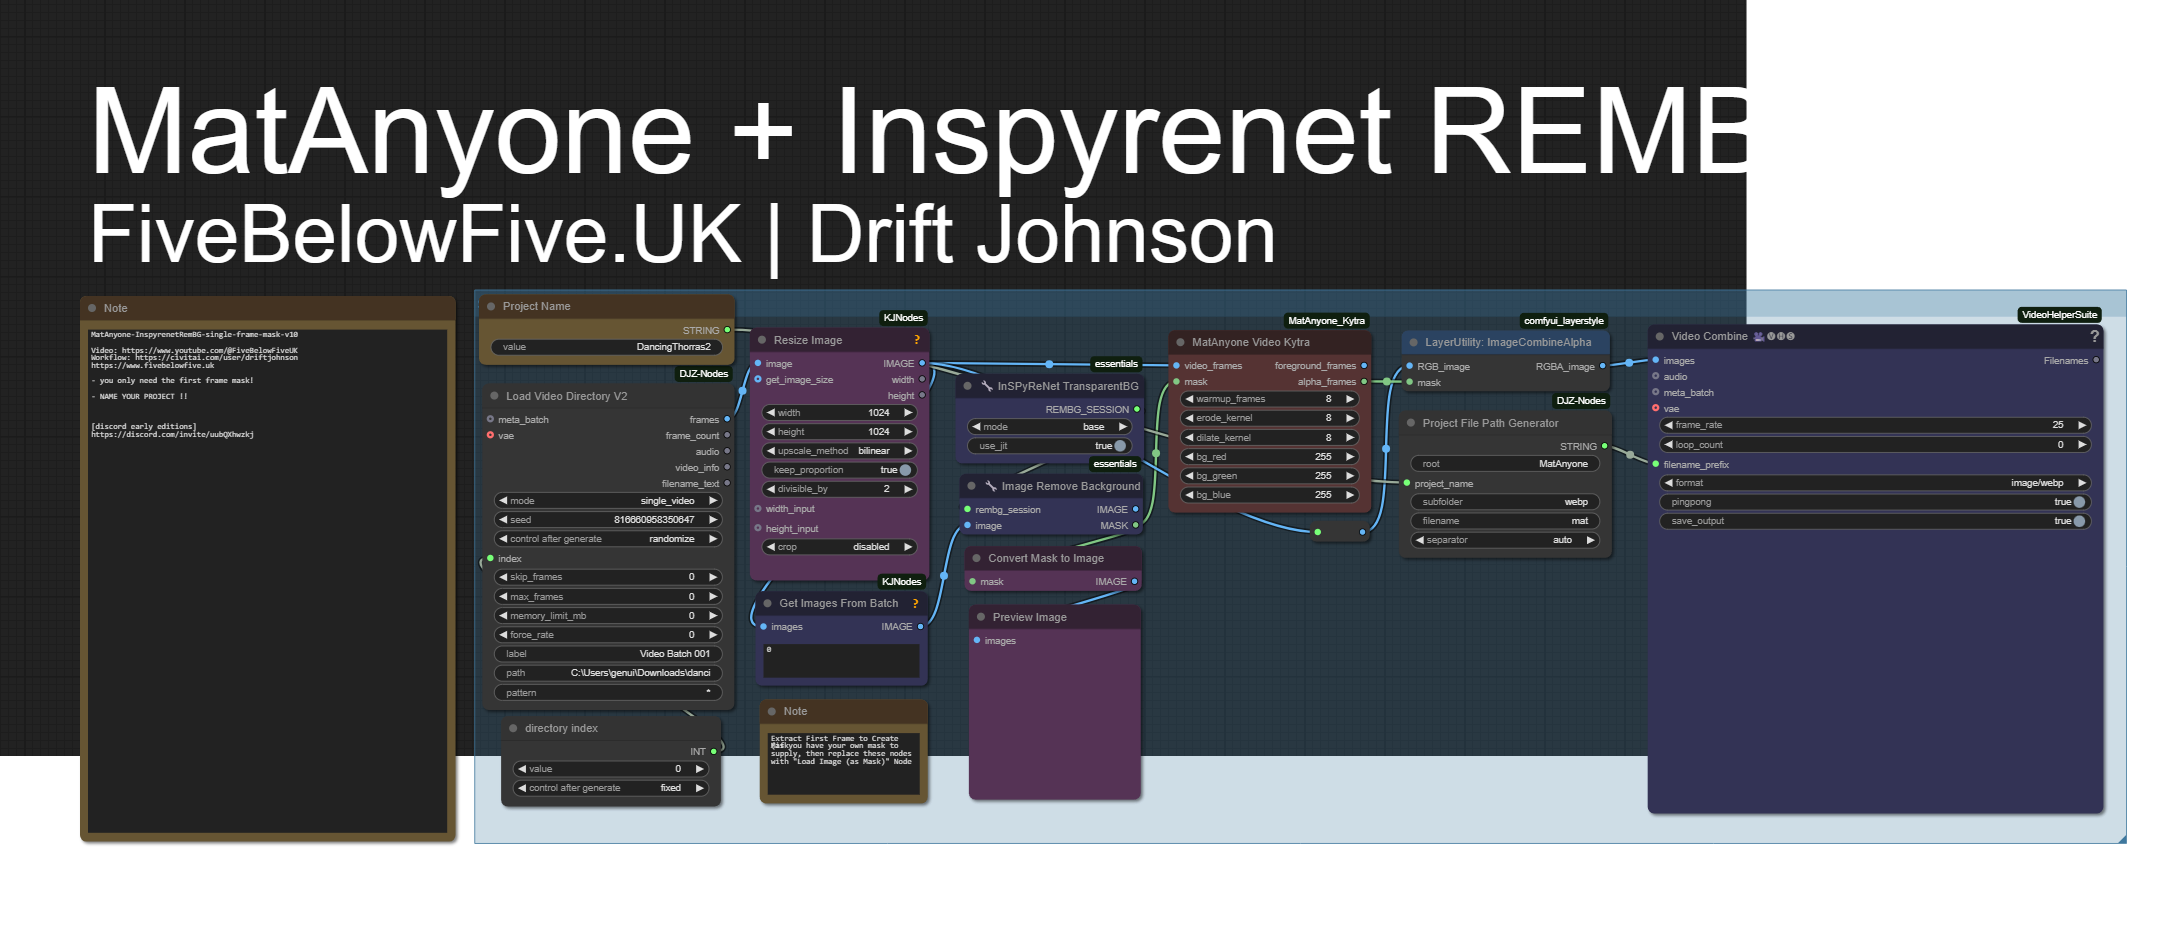 MatAnyone + Inspyrenet REMB
FiveBelowFive.UK | Drift Johnson
Note
MatAnyone-InspyrenetRemBG-single-frame-mask-v10
Video: https://www.youtube.com/@FiveBelowFiveUK
Workflow: https://civitai.com/user/driftjohnson
https://www.fivebelowfive.uk
- you only need the first frame mask!
- NAME YOUR PROJECT !!
[discord early editions]
https://discord.com/invite/uubQXhwzkj
Project Name
STRING
value DancingThorras2
DJZ-Nodes
Load Video Directory V2
meta_batch frames
vae frame_count
audio
video_info
filename_text
mode single_video
seed 816660958350647
control after generate randomize
index
skip_frames 0
max_frames 0
memory_limit_mb 0
force_rate 0
label Video Batch 001
path C:\Users\genui\Downloads\danci
pattern *
directory index
INT
value 0
control after generate fixed
KJNodes
Resize Image ?
image IMAGE
get_image_size width
height
width 1024
height 1024
upscale_method bilinear
keep_proportion true
divisible_by 2
width_input
height_input
crop disabled
KJNodes
Get Images From Batch ?
images IMAGE
0
Note
Extract First Frame to Create
you have your own mask to
supply, then replace these nodes
with "Load Image (as Mask)" Node
essentials
InSPyReNet TransparentBG
REMBG_SESSION
mode base
use_jit true
essentials
Image Remove Background
rembg_session IMAGE
image MASK
Convert Mask to Image
mask IMAGE
Preview Image
images
MatAnyone_Kytra
MatAnyone Video Kytra
video_frames foreground_frames
mask alpha_frames
warmup_frames 8
erode_kernel 8
dilate_kernel 8
bg_red 255
bg_green 255
bg_blue 255
comfyui_layerstyle
LayerUtility: ImageCombineAlpha
RGB_image RGBA_image
mask
DJZ-Nodes
Project File Path Generator
STRING
root MatAnyone
project_name
subfolder webp
filename mat
separator auto
VideoHelperSuite
Video Combine VHS ?
images Filenames
audio
meta_batch
vae
frame_rate 25
loop_count 0
filename_prefix
format image/webp
pingpong true
save_output true